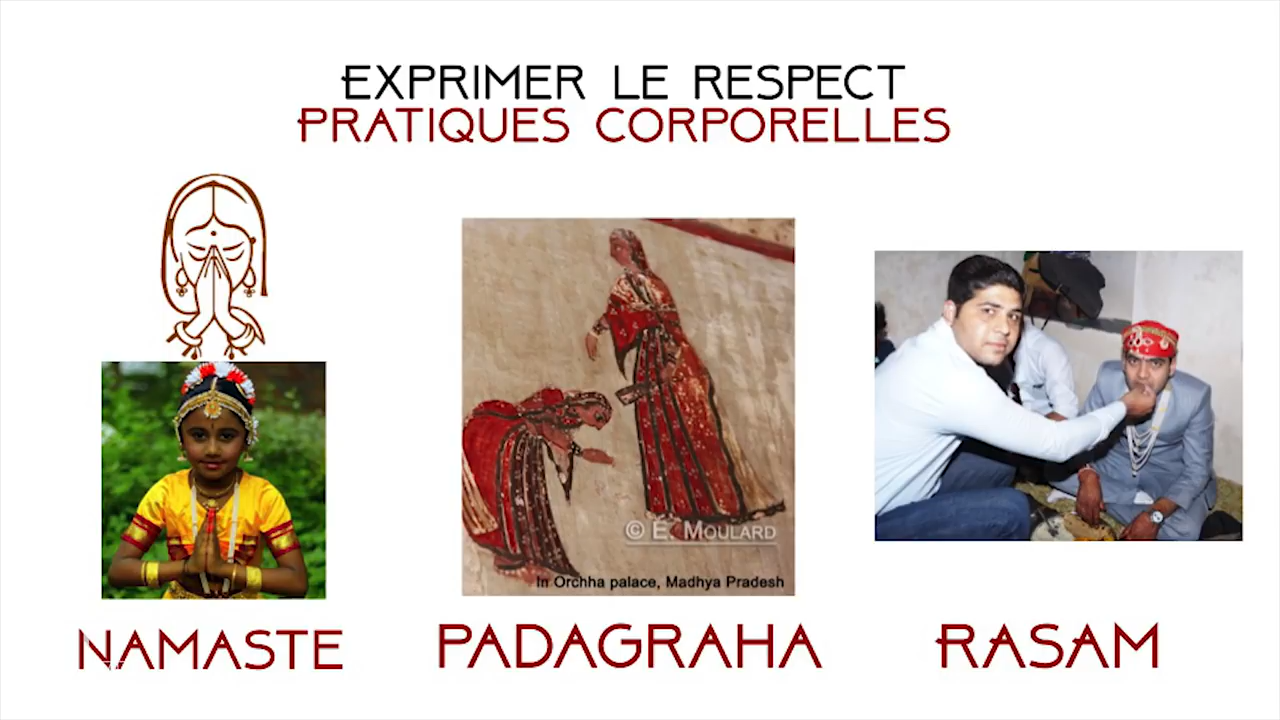 EXPRIMER LE RESPECT
PRATIQUES CORPORELLES
© E. MOULARD
In Orchha palace, Madhya Pradesh
NAMASTE
PADAGRAHA
RASAM